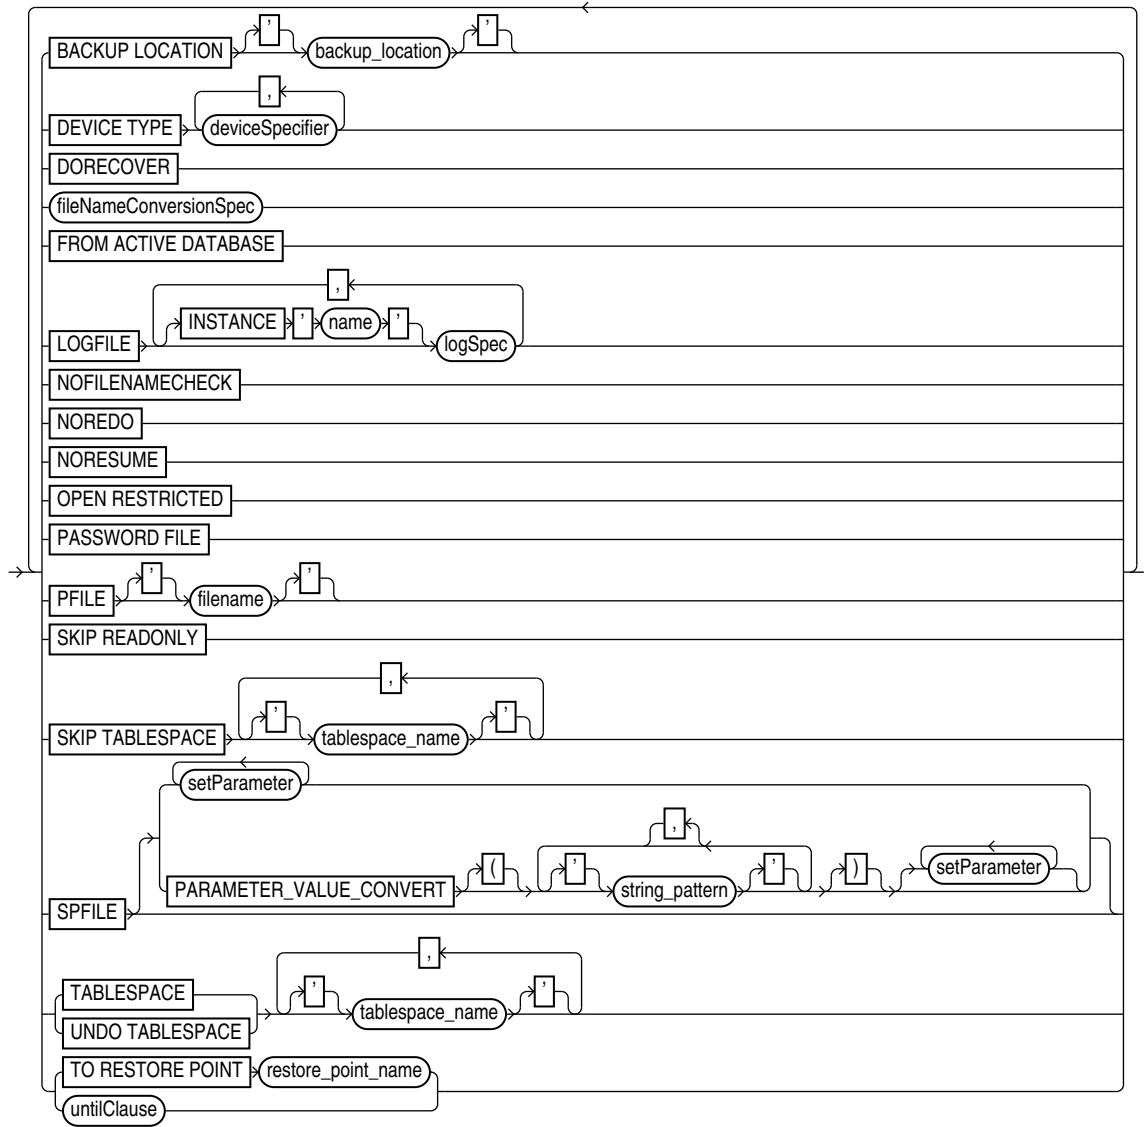 ' '
BACKUP LOCATION backup_location
,
DEVICE TYPE deviceSpecifier
DORECOVER
fileNameConversionSpec
FROM ACTIVE DATABASE
,
INSTANCE ' name '
LOGFILE logSpec
NOFILENAMECHECK
NOREDO
NORESUME
OPEN RESTRICTED
PASSWORD FILE
' '
PFILE filename
SKIP READONLY
,
' '
SKIP TABLESPACE tablespace_name
setParameter
,
( ' ' ) setParameter
PARAMETER_VALUE_CONVERT string_pattern
SPFILE
,
TABLESPACE ' '
tablespace_name
UNDO TABLESPACE
TO RESTORE POINT restore_point_name
untilClause